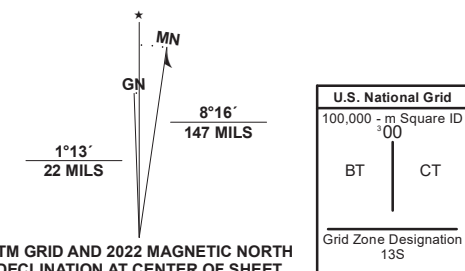 ★
MN
GN
8°16´
147 MILS
1°13´
22 MILS
TM GRID AND 2022 MAGNETIC NORTH
DECLINATION AT CENTER OF SHEET
U.S. National Grid
100,000 - m Square ID
³00
BT CT
Grid Zone Designation
13S